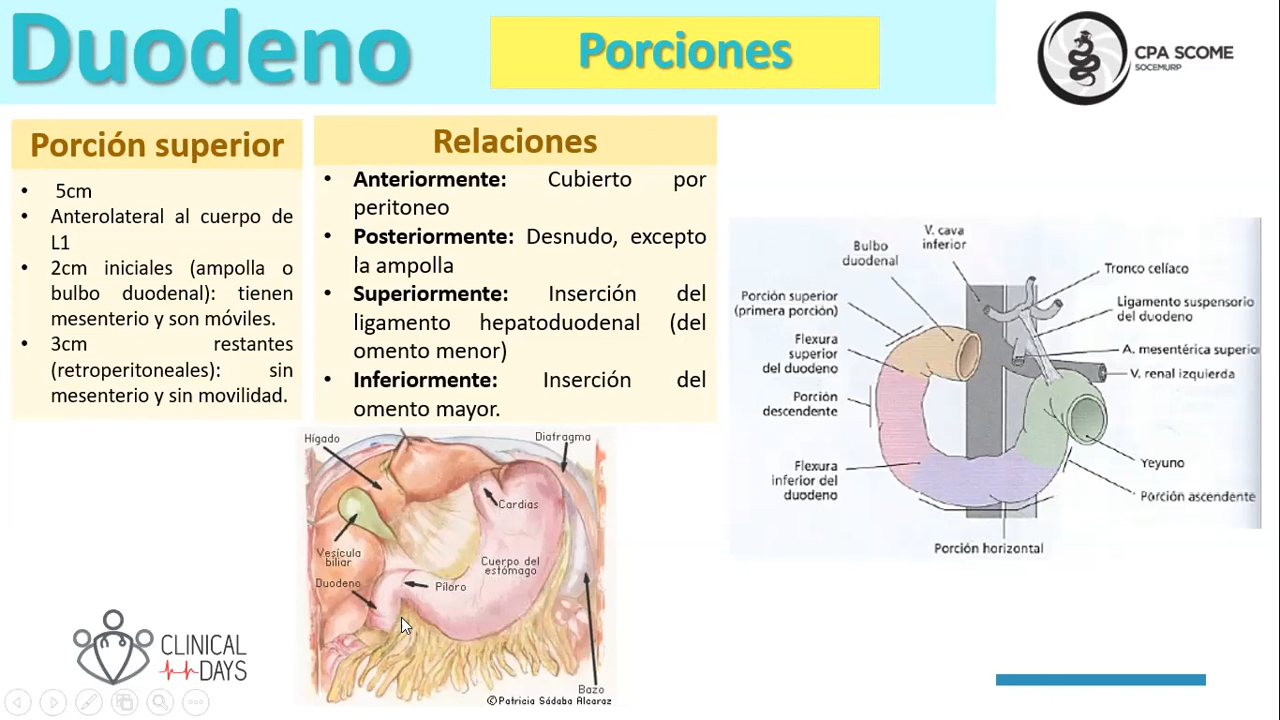 Duodeno
Porciones
CPA SCOME
SOCEMURP
Porción superior
• 5cm
• Anterolateral al cuerpo de
L1
• 2cm iniciales (ampolla o
bulbo duodenal): tienen
mesenterio y son móviles.
• 3cm restantes
(retroperitoneales): sin
mesenterio y sin movilidad.
Relaciones
• Anteriormente: Cubierto por
peritoneo
• Posteriormente: Desnudo, excepto
la ampolla
• Superiormente: Inserción del
ligamento hepatoduodenal (del
omento menor)
• Inferiormente: Inserción del
omento mayor.
V. cava
inferior
Bulbo
duodenal
Tronco celíaco
Porción superior
(primera porción)
Ligamento suspensorio
del duodeno
Flexura
superior
del duodeno
A. mesentérica superio
V. renal izquierda
Porción
descendente
Flexura
inferior del
duodeno
Yeyuno
Porción ascendente
Porción horizontal
Hígado
Diafragma
Cardias
Vesícula
biliar
Cuerpo del
estómago
Duodeno
Píloro
Bazo
©Patricia Sádaba Alcaraz
CLINICAL
DAYS